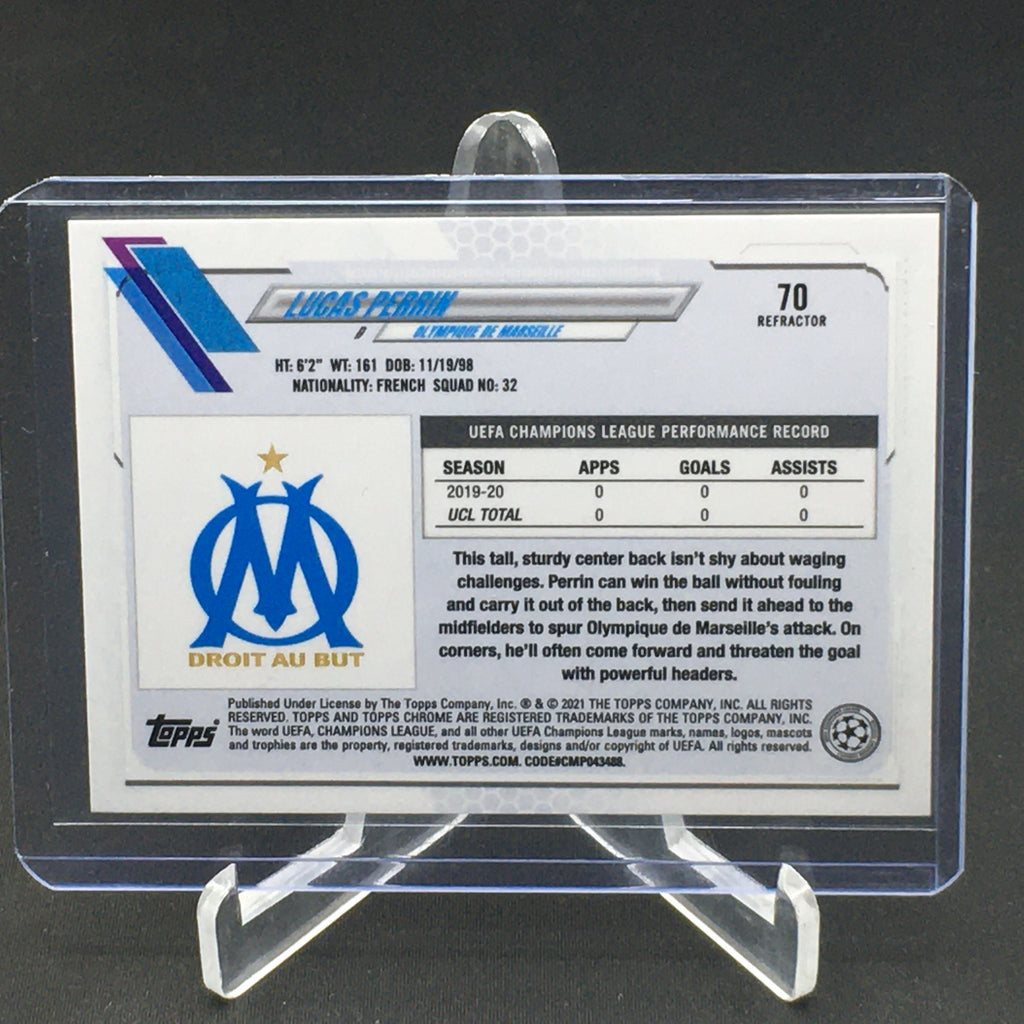 LUCAS PERRIN
D OLYMPIQUE DE MARSEILLE
70
REFRACTOR
HT: 6'2" WT: 161 DOB: 11/19/98
NATIONALITY: FRENCH SQUAD NO: 32
DROIT AU BUT
UEFA CHAMPIONS LEAGUE PERFORMANCE RECORD
SEASON APPS GOALS ASSISTS
2019-20 0 0 0
UCL TOTAL 0 0 0
This tall, sturdy center back isn't shy about waging
challenges. Perrin can win the ball without fouling
and carry it out of the back, then send it ahead to the
midfielders to spur Olympique de Marseille's attack. On
corners, he'll often come forward and threaten the goal
with powerful headers.
Topps®
Published Under License by The Topps Company, Inc. ® & © 2021 THE TOPPS COMPANY, INC. ALL RIGHTS
RESERVED. TOPPS AND TOPPS CHROME ARE REGISTERED TRADEMARKS OF THE TOPPS COMPANY, INC.
The word UEFA, CHAMPIONS LEAGUE, and all other UEFA Champions League marks, names, logos, mascots
and trophies are the property, registered trademarks, designs and/or copyright of UEFA. All rights reserved.
WWW.TOPPS.COM. CODE#CMP043488.